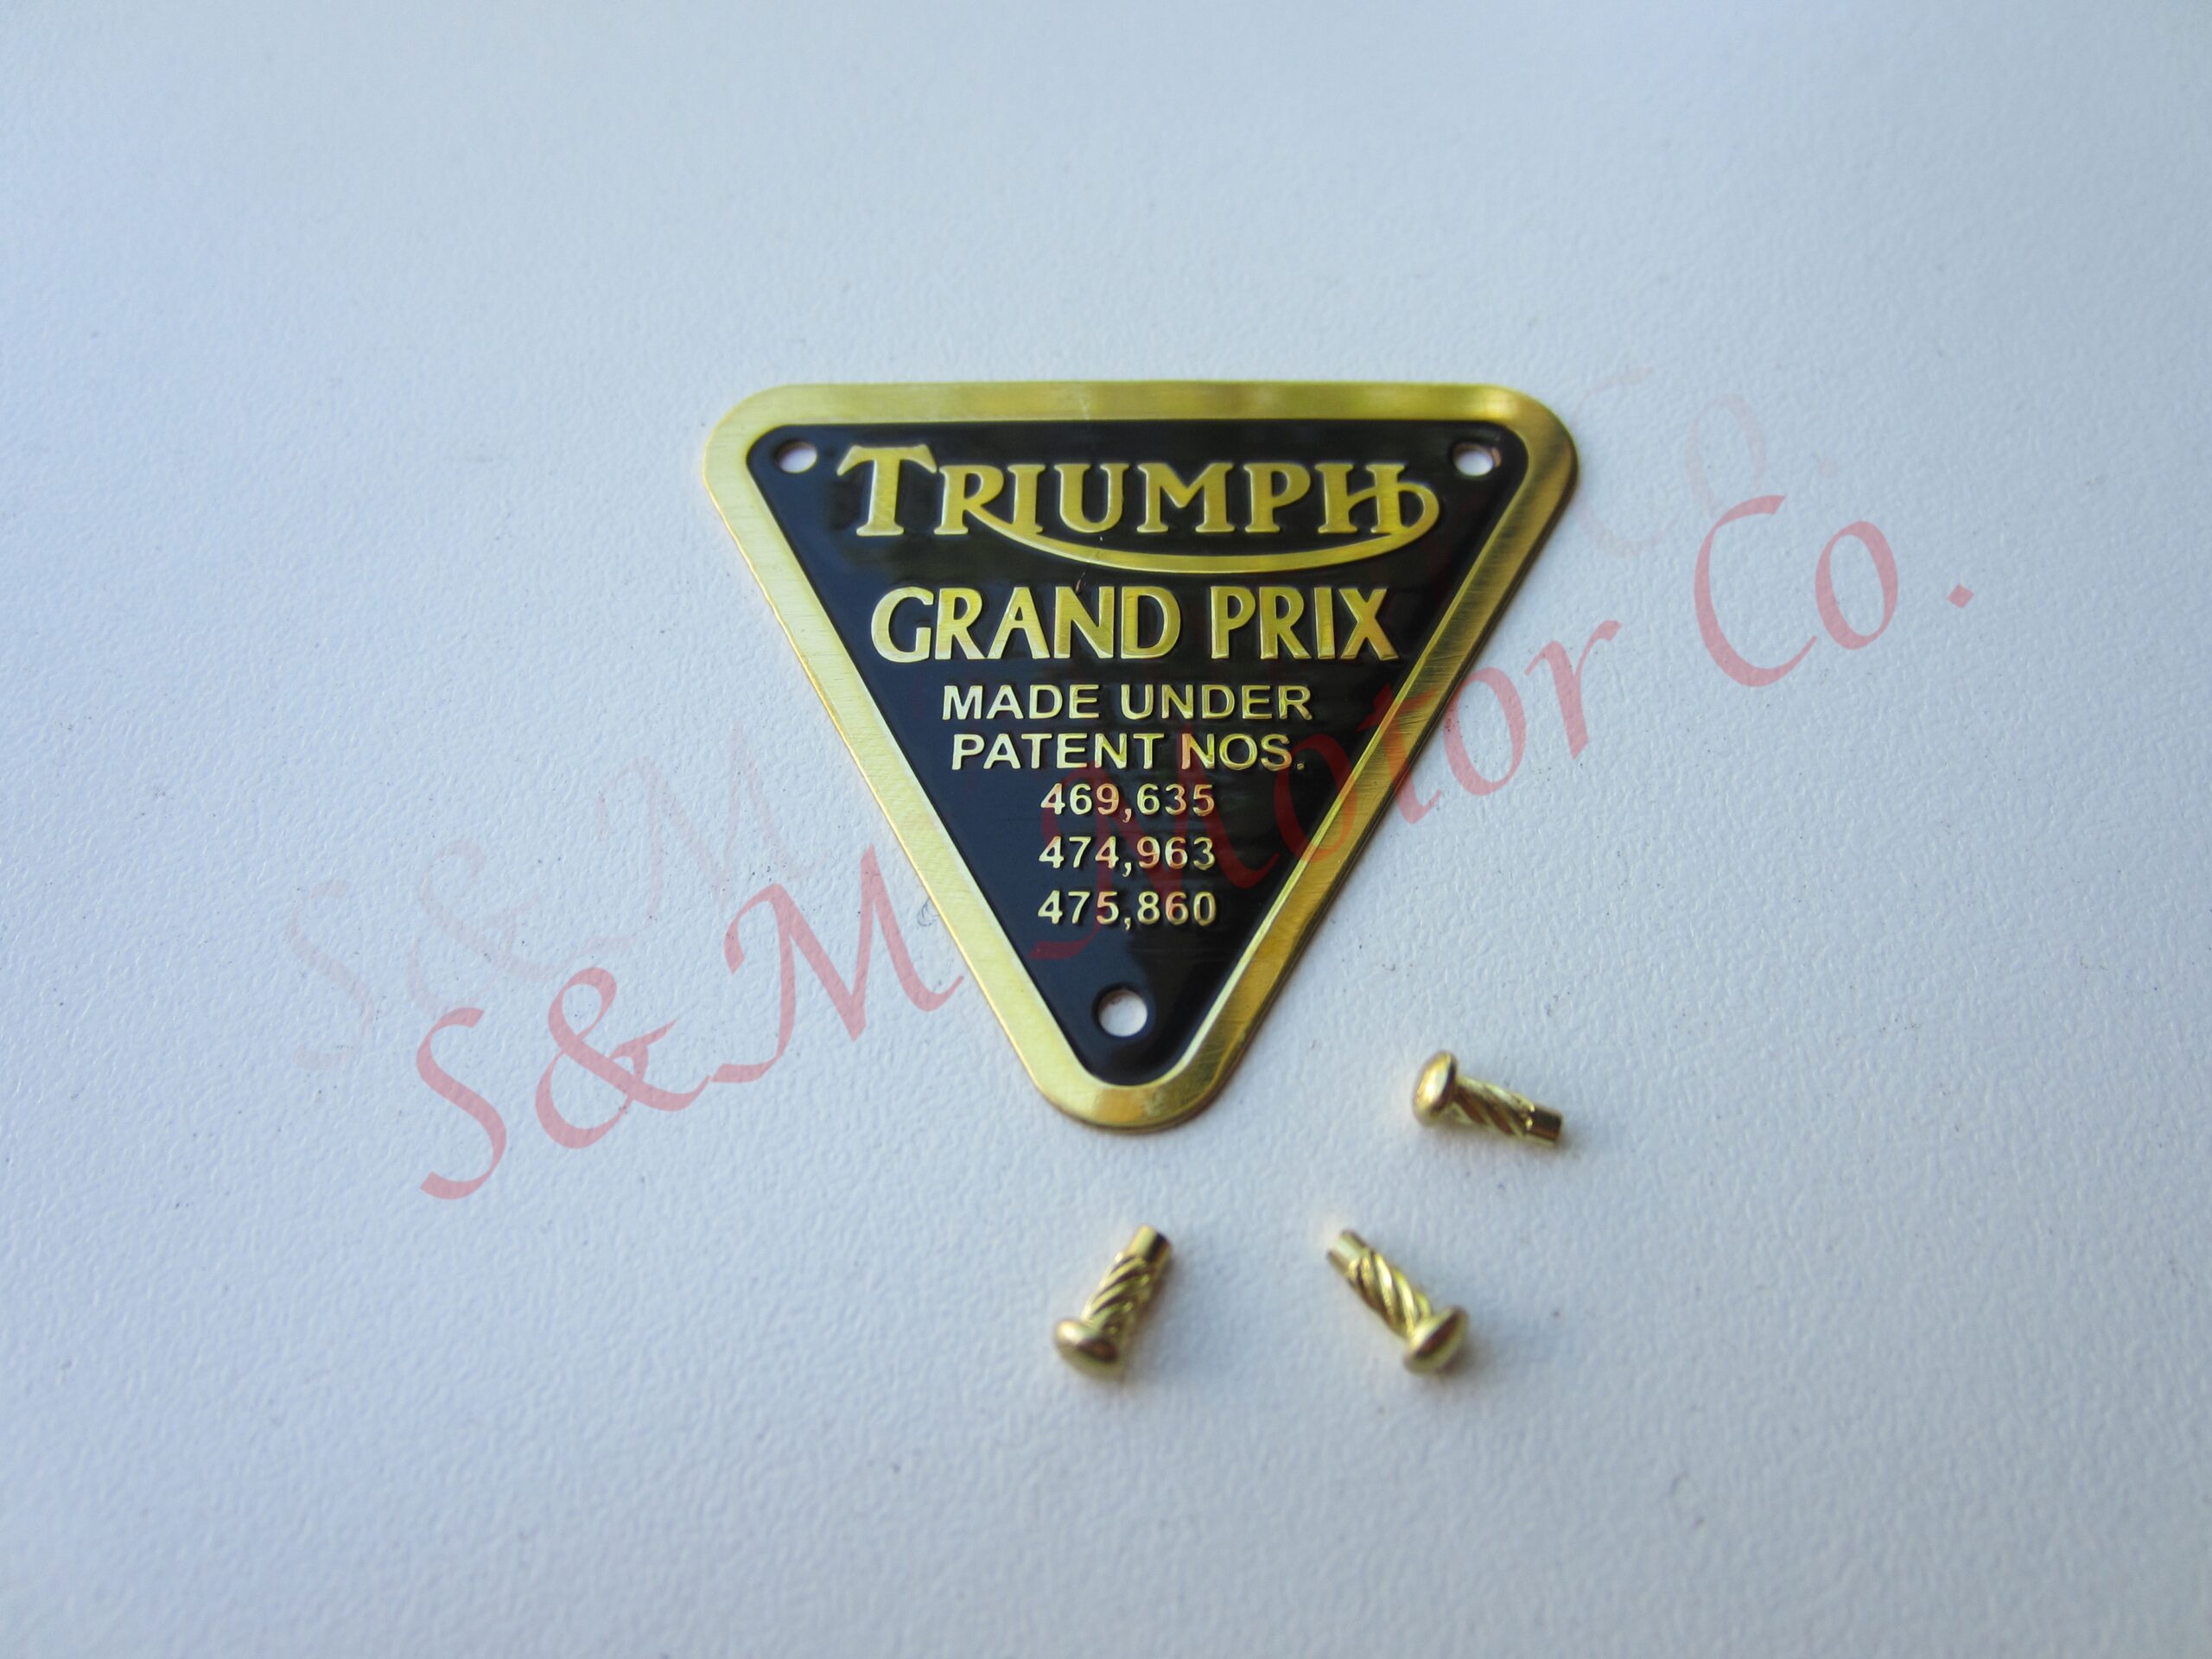 TRIUMPH
GRAND PRIX
MADE UNDER
PATENT NOS.
469,635
474,963
475,860
S&M Motor Co.